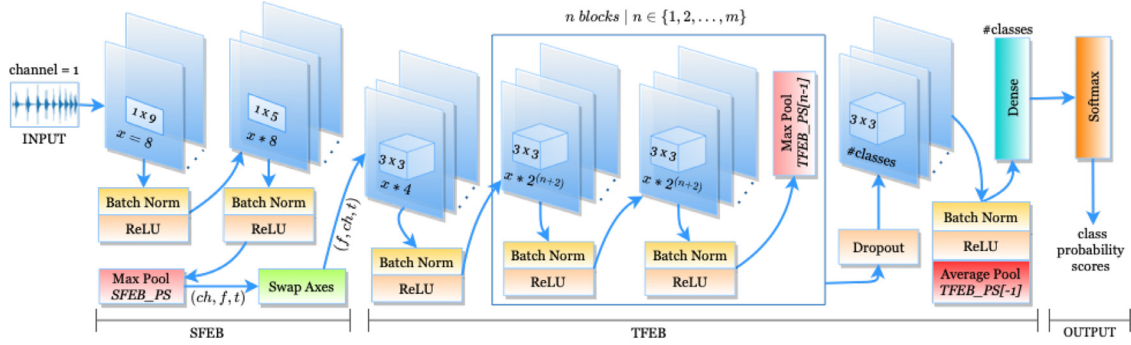 n blocks | n ∈ {1, 2, . . . , m}
channel = 1
INPUT
1 x 9
x = 8
Batch Norm
ReLU
1 x 5
x * 8
Batch Norm
ReLU
Max Pool
SFEB_PS
(ch, f, t)
Swap Axes
(f, ch, t)
3 x 3
x * 4
Batch Norm
ReLU
3 x 3
x * 2^(n+2)
Batch Norm
ReLU
3 x 3
x * 2^(n+2)
Batch Norm
ReLU
Max Pool
TFEB_PS[n-1]
Dropout
3 x 3
#classes
Batch Norm
ReLU
Average Pool
TFEB_PS[-1]
#classes
Dense
Softmax
class
probability
scores
SFEB
TFEB
OUTPUT